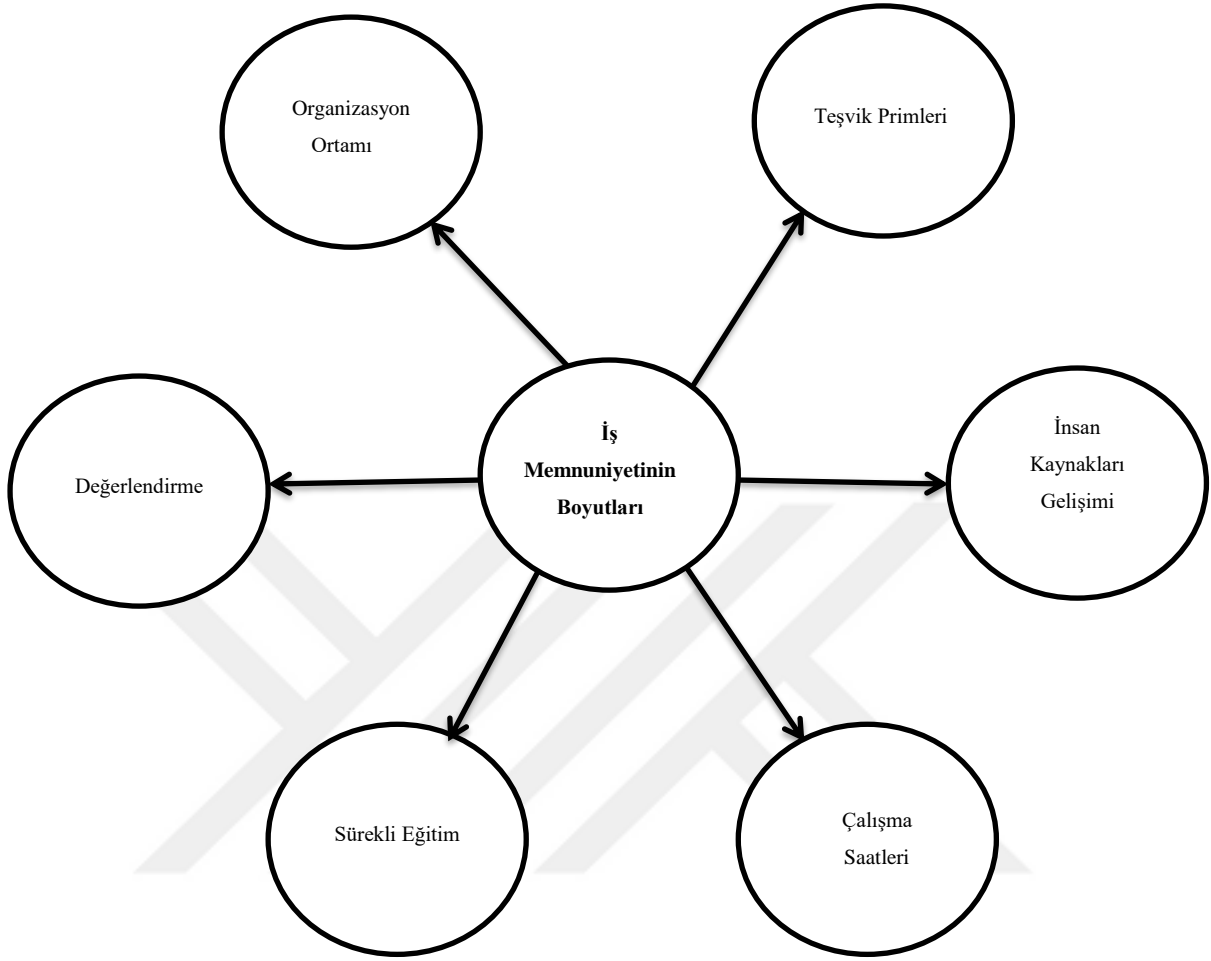 Organizasyon
Ortamı
Teşvik Primleri
İş
Memnuniyetinin
Boyutları
İnsan
Kaynakları
Gelişimi
Değerlendirme
Sürekli Eğitim
Çalışma
Saatleri